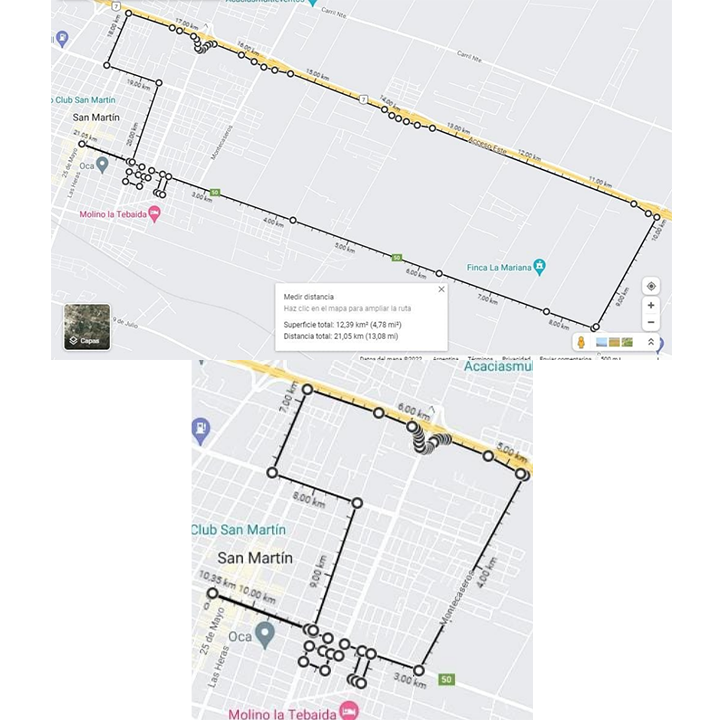 Acaciasmulteventos
Carril Nte
Carril Nte
7
17,00 km
18,00 km
16,00 km
15,00 km
19,00 km
7
14,00 km
13,00 km
Acceso Este
12,00 km
11,00 km
10,00 km
o Club San Martín
San Martín
21,05 km
20,00 km
Montecaseros
25 de Mayo
Oca
Las Heras
Molino la Tebaida
50
3,00 km
4,00 km
5,00 km
50
6,00 km
Finca La Mariana
7,00 km
8,00 km
9,00 km
Medir distancia
Haz clic en el mapa para ampliar la ruta
Superficie total: 12,39 km² (4,78 mi²)
Distancia total: 21,05 km (13,08 mi)
Capas
9 de Julio
Datos del mapa ©2022 Argentina Términos Privacidad Enviar comentarios 500 m
Acaciasmul
7,00 km
6,00 km
5,00 km
8,00 km
Club San Martín
San Martín
9,00 km
4,00 km
Montecaseros
10,35 km 10,00 km
0
25 de Mayo
Oca
Las Heras
3,00 km
50
Molino la Tebaida